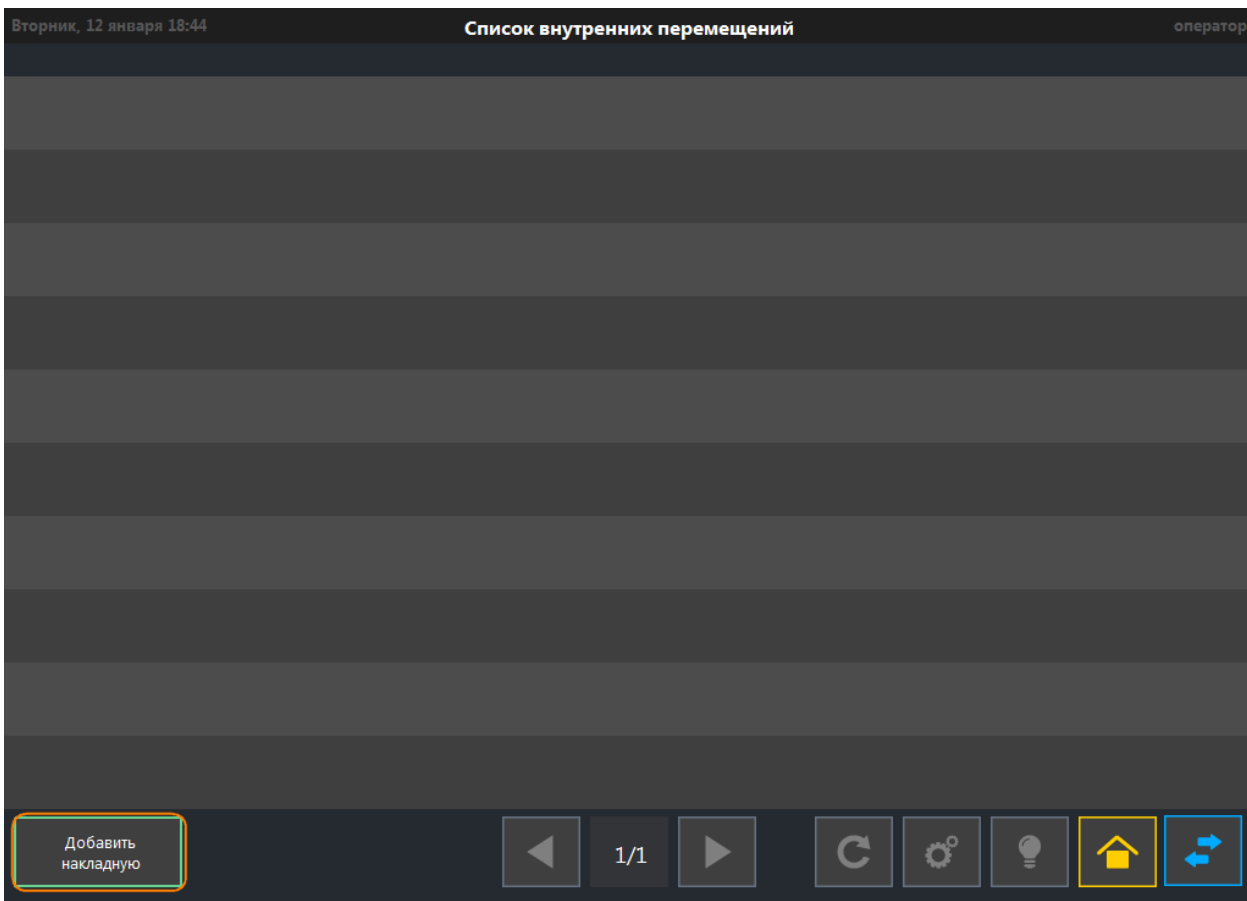 Вторник, 12 января 18:44
Список внутренних перемещений
оператор
Добавить
накладную
1/1